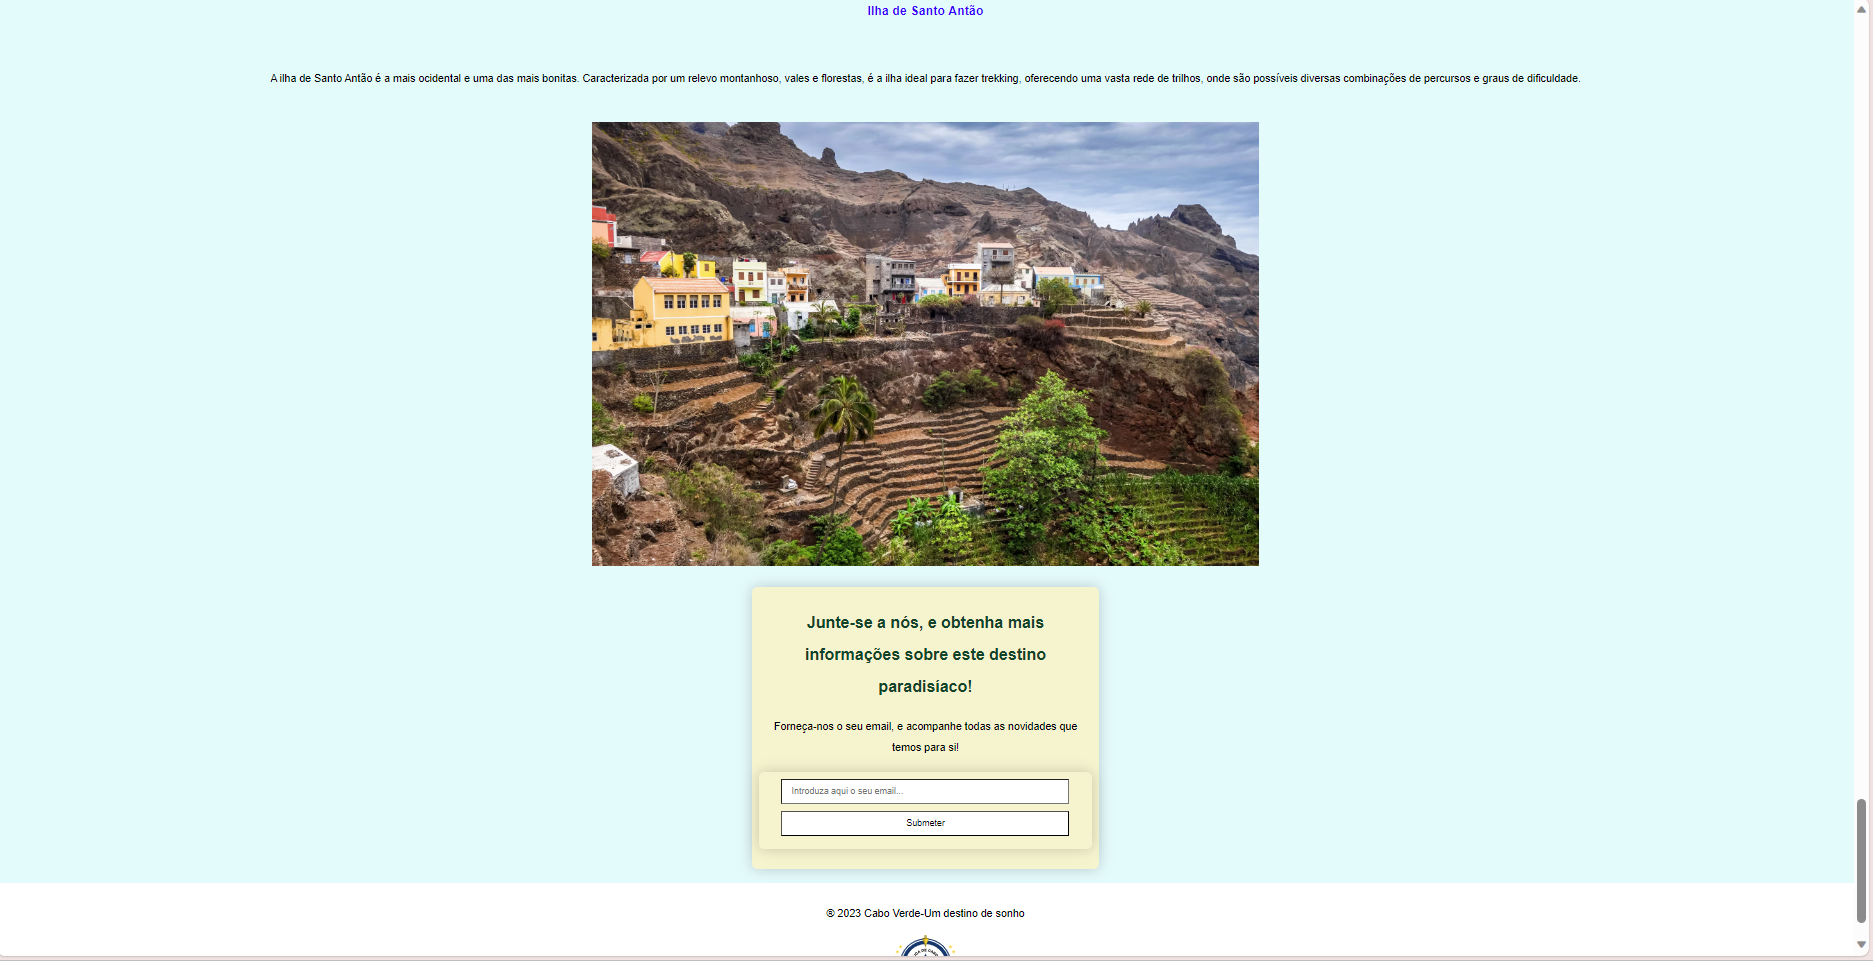 Ilha de Santo Antão
A ilha de Santo Antão é a mais ocidental e uma das mais bonitas. Caracterizada por um relevo montanhoso, vales e florestas, é a ilha ideal para fazer trekking, oferecendo uma vasta rede de trilhos, onde são possíveis diversas combinações de percursos e graus de dificuldade.
Junte-se a nós, e obtenha mais
informações sobre este destino
paradisíaco!
Forneça-nos o seu email, e acompanhe todas as novidades que
temos para si!
Introduza aqui o seu email...
Submeter
® 2023 Cabo Verde-Um destino de sonho